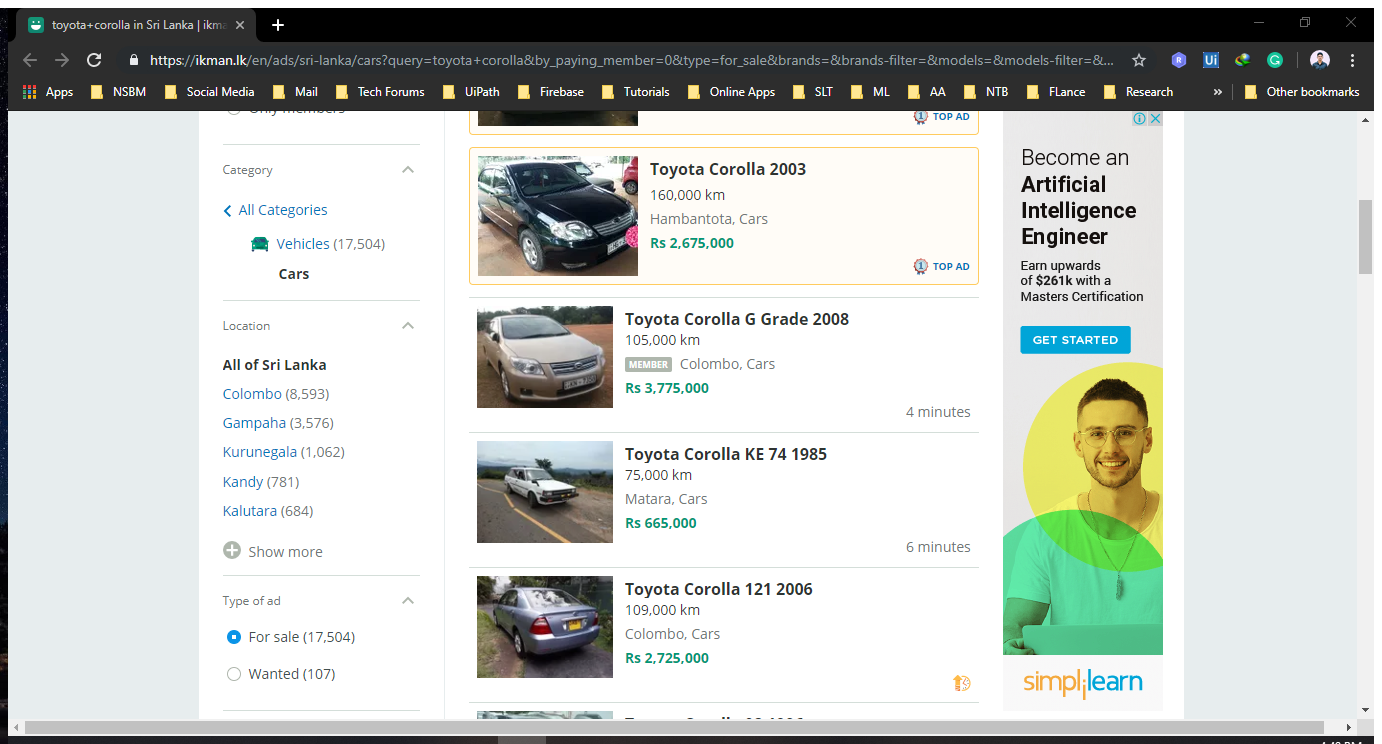 toyota+corolla in Sri Lanka | ikma
https://ikman.lk/en/ads/sri-lanka/cars?query=toyota+corolla&by_paying_member=0&type=for_sale&brands=&brands-filter=&models=&models-filter=&...
Ui
G
Apps NSBM Social Media Mail Tech Forums UiPath Firebase Tutorials Online Apps SLT ML AA NTB FLance Research » Other bookmarks
Only members
Category
All Categories
Vehicles (17,504)
Cars
Location
All of Sri Lanka
Colombo (8,593)
Gampaha (3,576)
Kurunegala (1,062)
Kandy (781)
Kalutara (684)
Show more
Type of ad
For sale (17,504)
Wanted (107)
1 TOP AD
Toyota Corolla 2003
160,000 km
Hambantota, Cars
Rs 2,675,000
1 TOP AD
Toyota Corolla G Grade 2008
105,000 km
MEMBER Colombo, Cars
Rs 3,775,000
4 minutes
Toyota Corolla KE 74 1985
75,000 km
Matara, Cars
Rs 665,000
6 minutes
Toyota Corolla 121 2006
109,000 km
Colombo, Cars
Rs 2,725,000
Become an
Artificial
Intelligence
Engineer
Earn upwards
of $261k with a
Masters Certification
GET STARTED
simplilearn